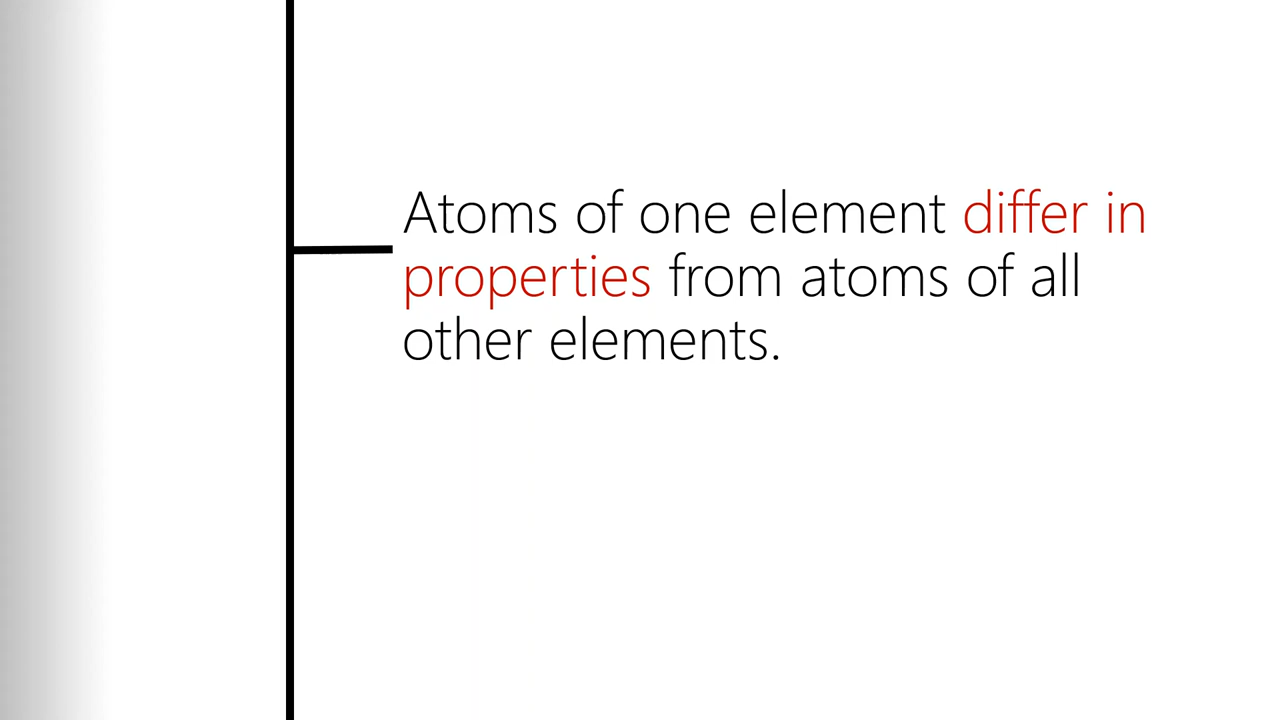 Atoms of one element differ in
properties from atoms of all
other elements.